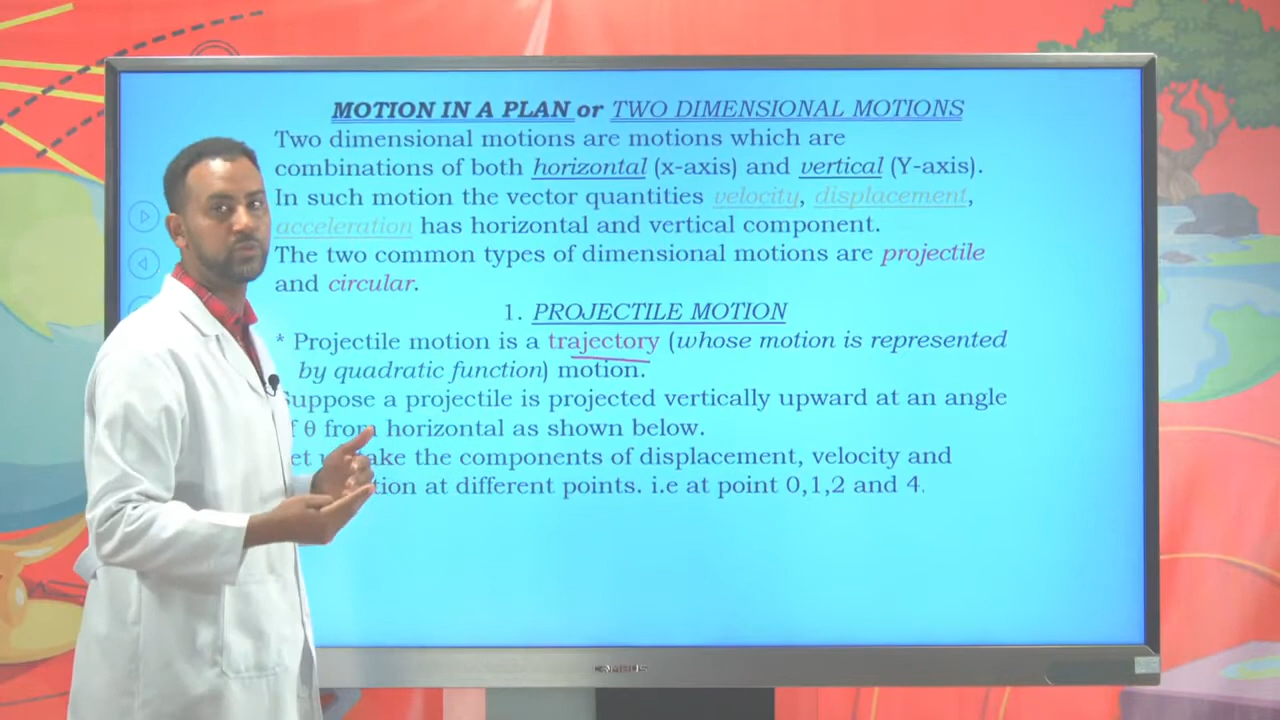 MOTION IN A PLAN or TWO DIMENSIONAL MOTIONS
Two dimensional motions are motions which are
combinations of both horizontal (x-axis) and vertical (Y-axis).
In such motion the vector quantities velocity, displacement,
acceleration has horizontal and vertical component.
The two common types of dimensional motions are projectile
and circular.
1. PROJECTILE MOTION
* Projectile motion is a trajectory (whose motion is represented
by quadratic function) motion.
Suppose a projectile is projected vertically upward at an angle
θ from horizontal as shown below.
the components of displacement, velocity and
at different points. i.e at point 0,1,2 and 4.